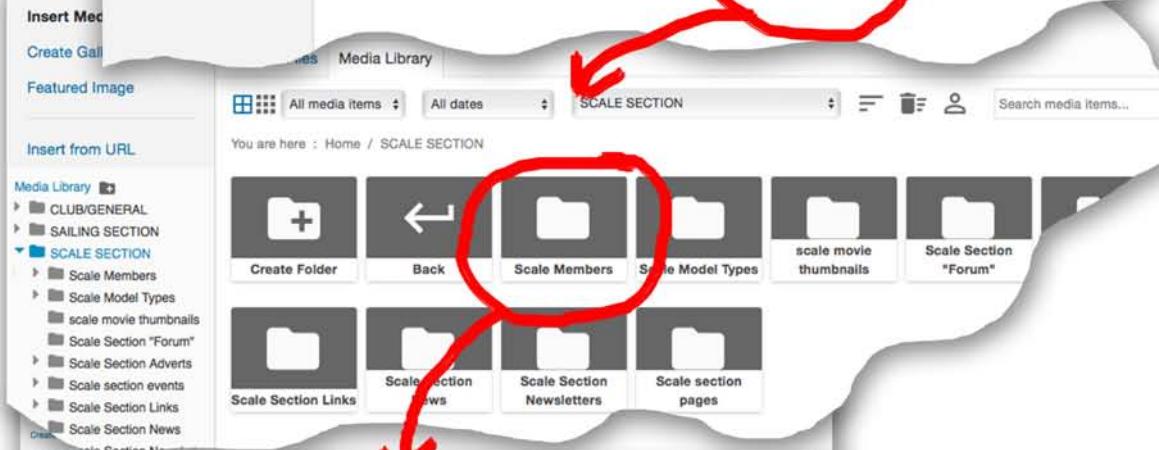 Insert Med
Create Gal
Featured Image
Insert from URL
Media Library
CLUB/GENERAL
SAILING SECTION
SCALE SECTION
Scale Members
Scale Model Types
scale movie thumbnails
Scale Section "Forum"
Scale Section Adverts
Scale section events
Scale Section Links
Scale Section News
Media Library
All media items
All dates
SCALE SECTION
Search media items...
You are here : Home / SCALE SECTION
Create Folder
Back
Scale Members
Scale Model Types
scale movie
thumbnails
Scale Section
"Forum"
Scale Section Links
Scale Section
News
Scale Section
Newsletters
Scale section
pages